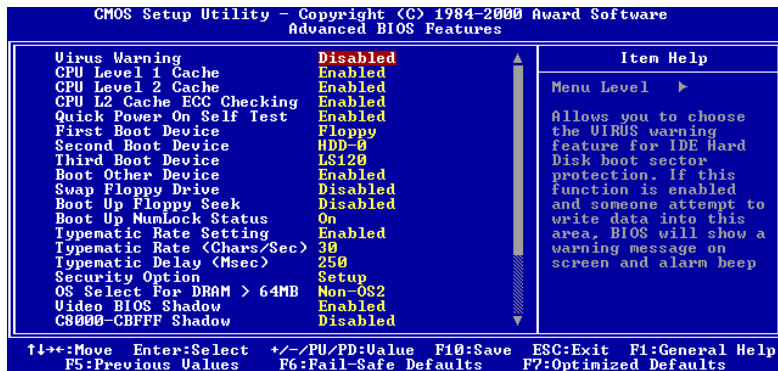 CMOS Setup Utility - Copyright (C) 1984-2000 Award Software
Advanced BIOS Features
Virus Warning Disabled
CPU Level 1 Cache Enabled
CPU Level 2 Cache Enabled
CPU L2 Cache ECC Checking Enabled
Quick Power On Self Test Enabled
First Boot Device Floppy
Second Boot Device HDD-0
Third Boot Device LS120
Boot Other Device Enabled
Swap Floppy Drive Disabled
Boot Up Floppy Seek Disabled
Boot Up NumLock Status On
Typematic Rate Setting Enabled
Typematic Rate (Chars/Sec) 30
Typematic Delay (Msec) 250
Security Option Setup
OS Select For DRAM > 64MB Non-OS2
Video BIOS Shadow Enabled
C8000-CBFFF Shadow Disabled
Item Help
Menu Level ►
Allows you to choose
the VIRUS warning
feature for IDE Hard
Disk boot sector
protection. If this
function is enabled
and someone attempt to
write data into this
area, BIOS will show a
warning message on
screen and alarm beep
↑↓→←:Move Enter:Select +/-/PU/PD:Value F10:Save ESC:Exit F1:General Help
F5:Previous Values F6:Fail-Safe Defaults F7:Optimized Defaults